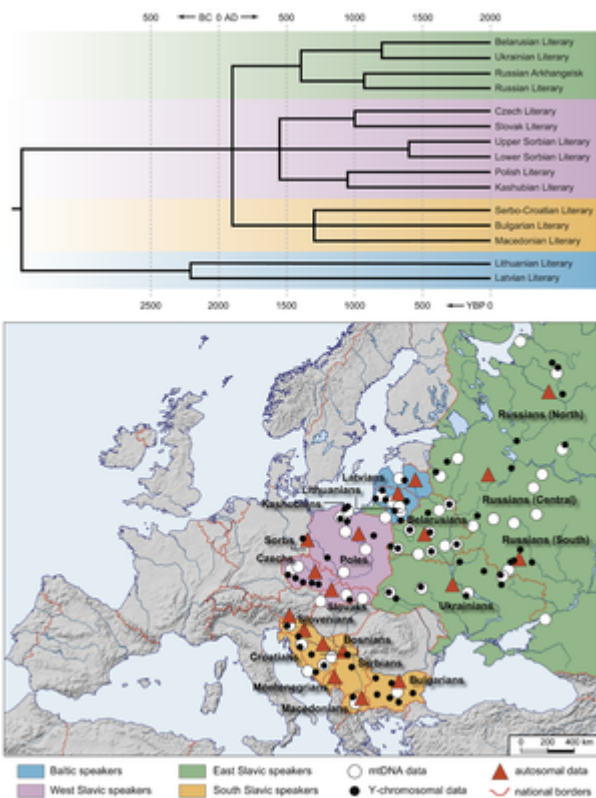 500 BC 0 AD 500 1000 1500 2000
Belarusian Literary
Ukrainian Literary
Russian Arkhangelsk
Russian Literary
Czech Literary
Slovak Literary
Upper Sorbian Literary
Lower Sorbian Literary
Polish Literary
Kashubian Literary
Serbo-Croatian Literary
Bulgarian Literary
Macedonian Literary
Lithuanian Literary
Latvian Literary
2500 2000 1500 1000 500 YBP 0
Russians (North)
Latvians
Lithuanians
Kashubians
Russians (Central)
Belarusians
Russians (South)
Sorbs
Czechs
Poles
Ukrainians
Slovaks
Slovenians
Bosnians
Croatians
Serbians
Montenegrins
Bulgarians
Macedonians
0 200 400 km
Baltic speakers East Slavic speakers mtDNA data autosomal data
West Slavic speakers South Slavic speakers Y-chromosomal data national borders